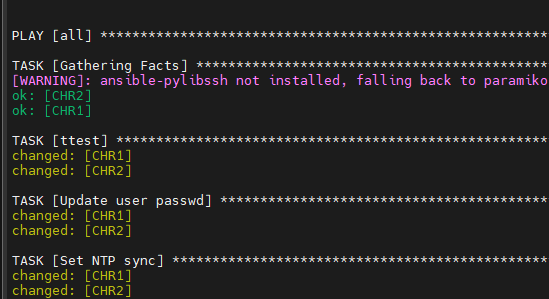 PLAY [all] ********************************************************
TASK [Gathering Facts] ********************************************
[WARNING]: ansible-pylibssh not installed, falling back to paramiko
ok: [CHR2]
ok: [CHR1]
TASK [ttest] ******************************************************
changed: [CHR1]
changed: [CHR2]
TASK [Update user passwd] *****************************************
changed: [CHR1]
changed: [CHR2]
TASK [Set NTP sync] ***********************************************
changed: [CHR1]
changed: [CHR2]